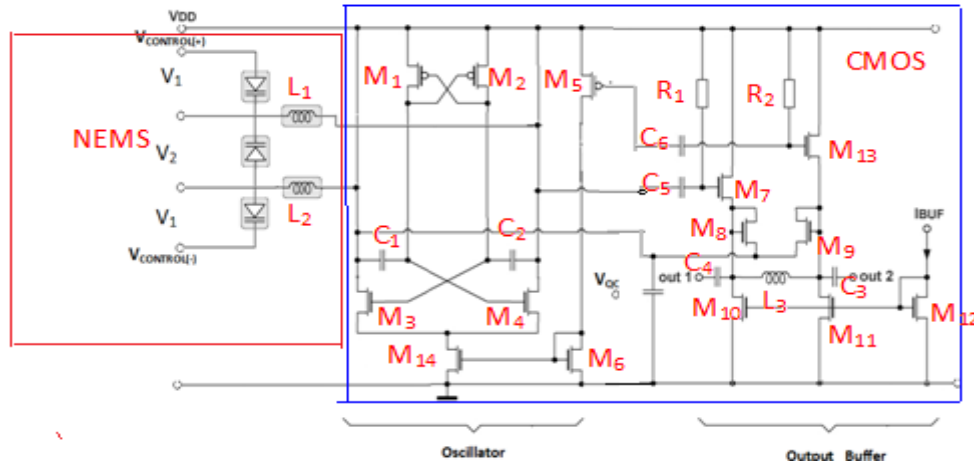 VDD
VCONTROL(+)
V1
NEMS
V2
V1
VCONTROL(-)
L1
L2
M1
M2
M5
R1
R2
CMOS
C6
M13
C5
M7
M8
M9
IBUF
C1
C2
C4
out 1
C3
out 2
VQC
L3
M3
M4
M10
M11
M12
M14
M6
Oscillator
Output Buffer